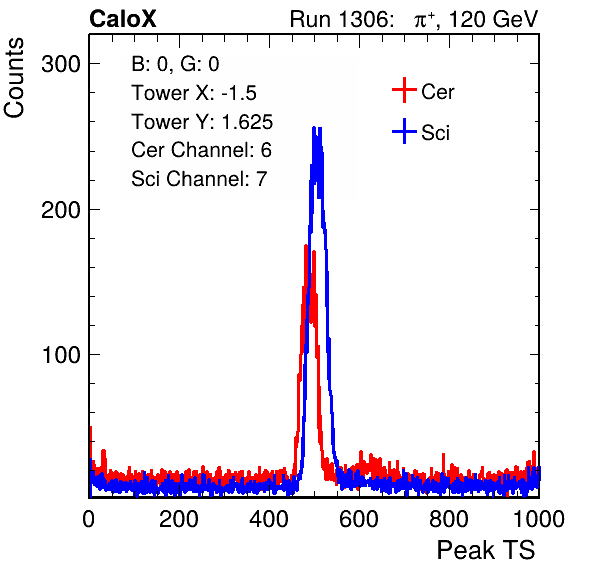 CaloX Run 1306: π⁺, 120 GeV
Counts
300
200
100
B: 0, G: 0
Tower X: -1.5
Tower Y: 1.625
Cer Channel: 6
Sci Channel: 7
Cer
Sci
0 200 400 600 800 1000
Peak TS